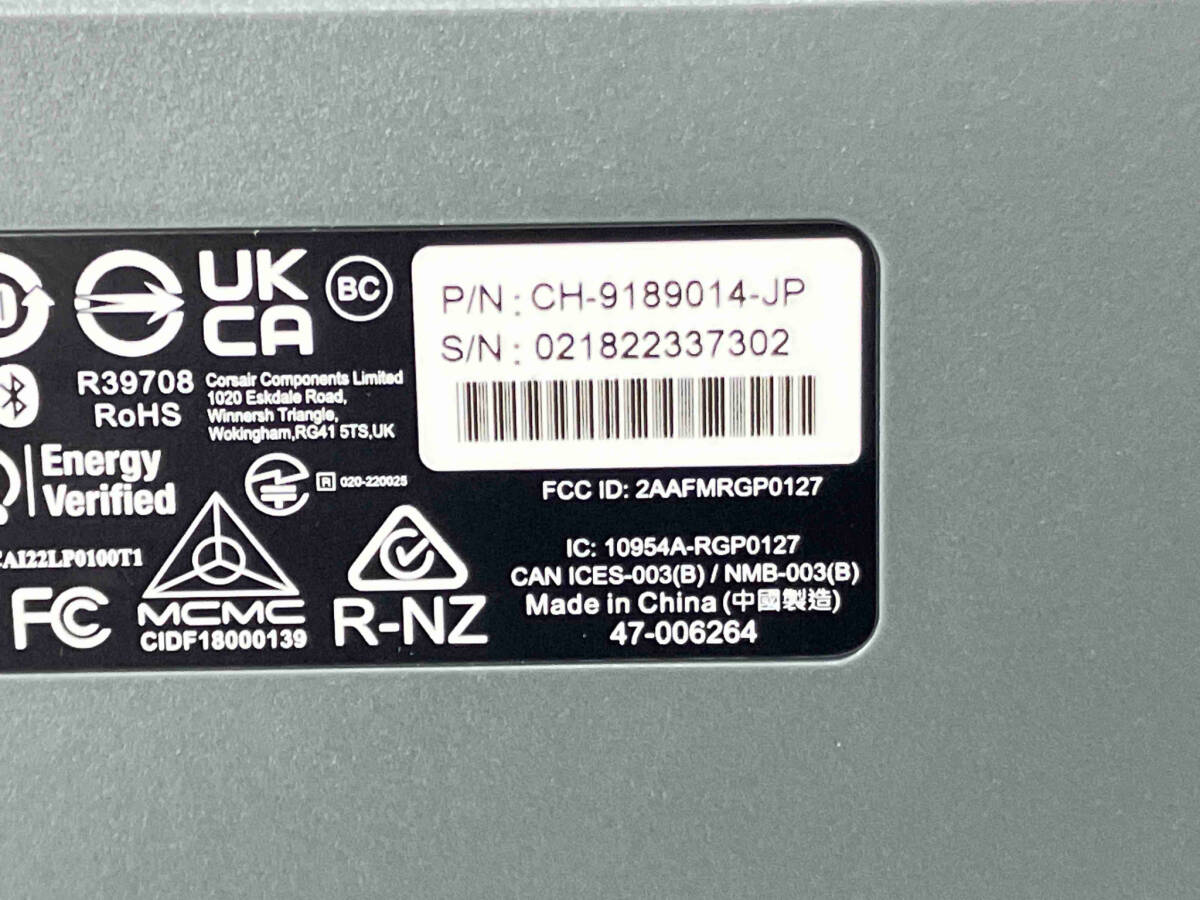 UK
CA
BC
P/N : CH-9189014-JP
S/N : 021822337302
R39708
RoHS
Corsair Components Limited
1020 Eskdale Road,
Winnersh Triangle,
Wokingham,RG41 5TS,UK
Energy
Verified
R 020-220025
FCC ID: 2AAFMRGP0127
AI22LP0100T1
IC: 10954A-RGP0127
CAN ICES-003(B) / NMB-003(B)
Made in China (中國製造)
47-006264
FC
MCMC
CIDF18000139
R-NZ